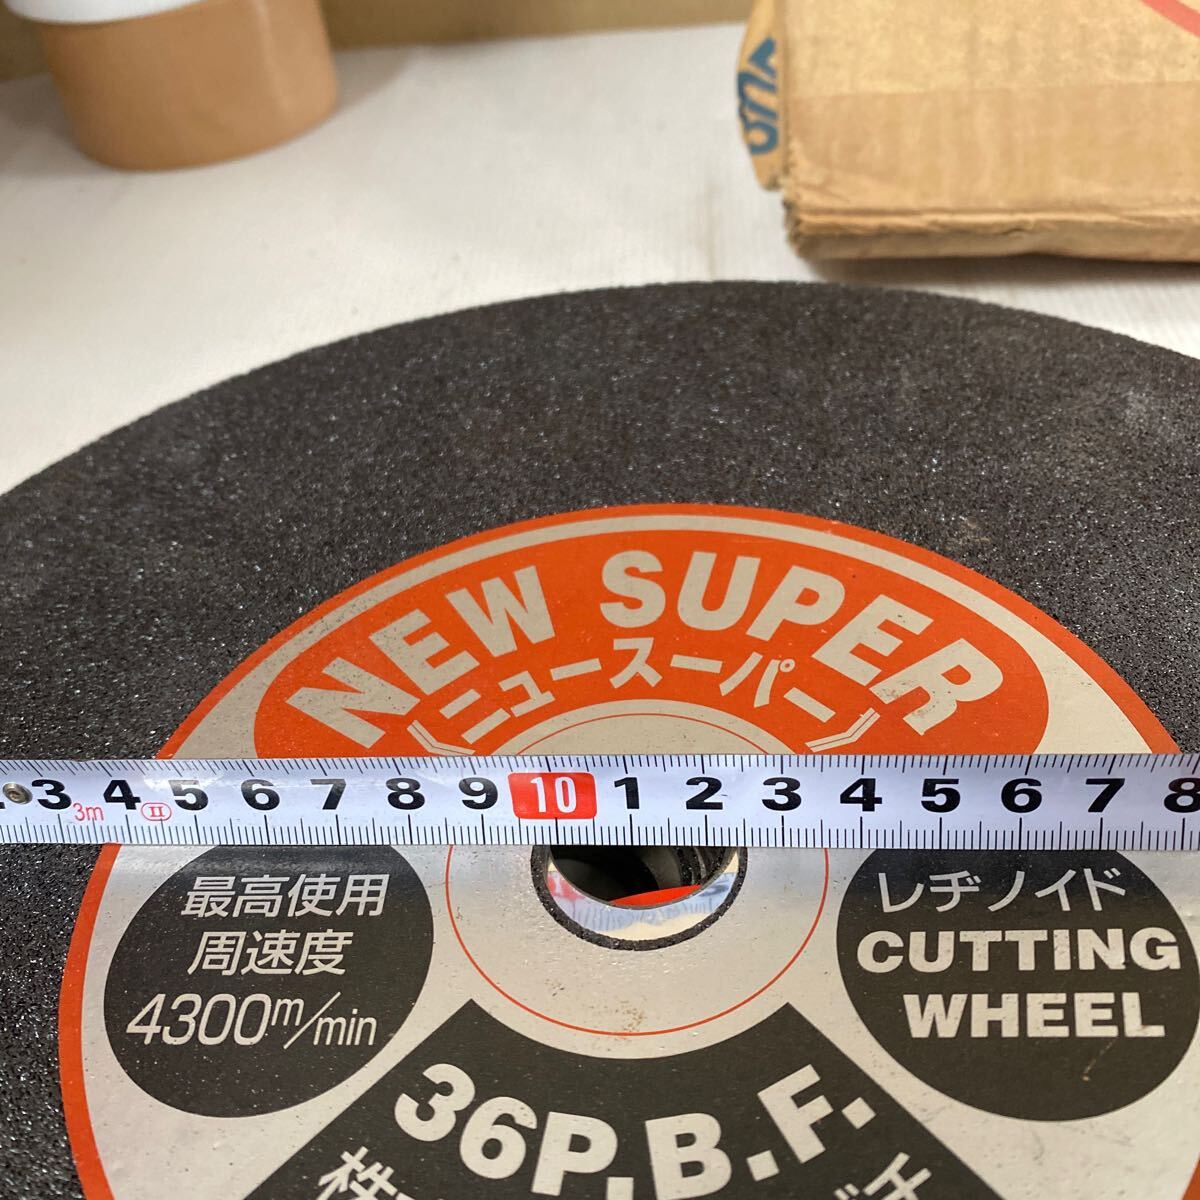 NEW SUPER
〈ニュースーパー〉
3 4 5 6 7 8 9 10 1 2 3 4 5 6 7 8
3m Ⅱ
最高使用
周速度
4300m/min
レヂノイド
CUTTING
WHEEL
36P.B.F.
株